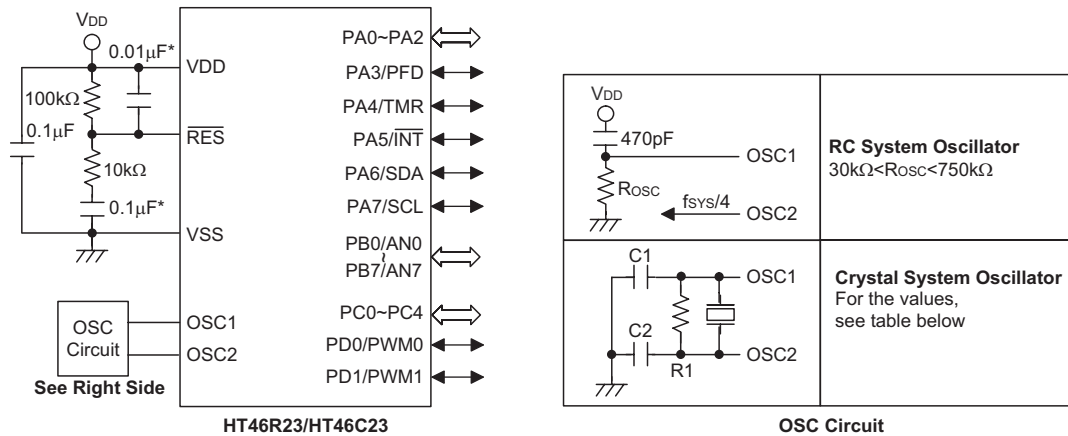 VDD
0.01µF*
100kΩ
0.1µF
10kΩ
0.1µF*
VDD
RES
VSS
OSC1
OSC2
OSC
Circuit
See Right Side
PA0~PA2
PA3/PFD
PA4/TMR
PA5/INT
PA6/SDA
PA7/SCL
PB0/AN0
~
PB7/AN7
PC0~PC4
PD0/PWM0
PD1/PWM1
HT46R23/HT46C23
VDD
470pF
OSC1
ROSC
fSYS/4
OSC2
RC System Oscillator
30kΩ<ROSC<750kΩ
C1
OSC1
C2
OSC2
R1
Crystal System Oscillator
For the values,
see table below
OSC Circuit